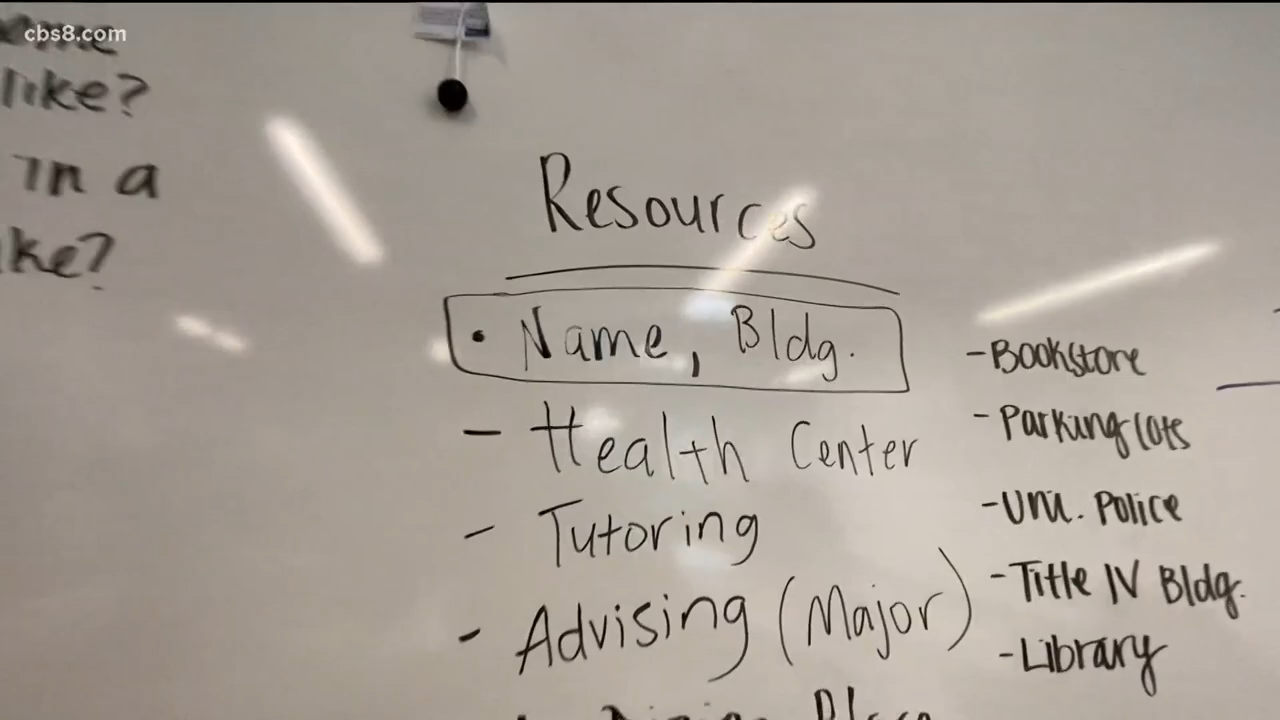 cbs8.com
like?
in a
ke?
Resources
• Name, Bldg.
- Health Center
- Tutoring
- Advising (Major)
- Bookstore
- Parking lots
- Uni. Police
- Title IV Bldg.
- Library